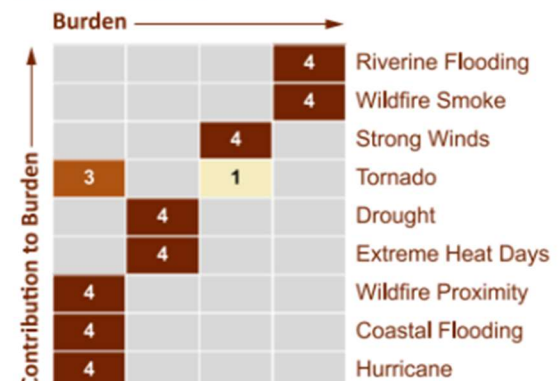 Burden
4 Riverine Flooding
4 Wildfire Smoke
4 Strong Winds
3 1 Tornado
4 Drought
4 Extreme Heat Days
4 Wildfire Proximity
4 Coastal Flooding
4 Hurricane
Contribution to Burden